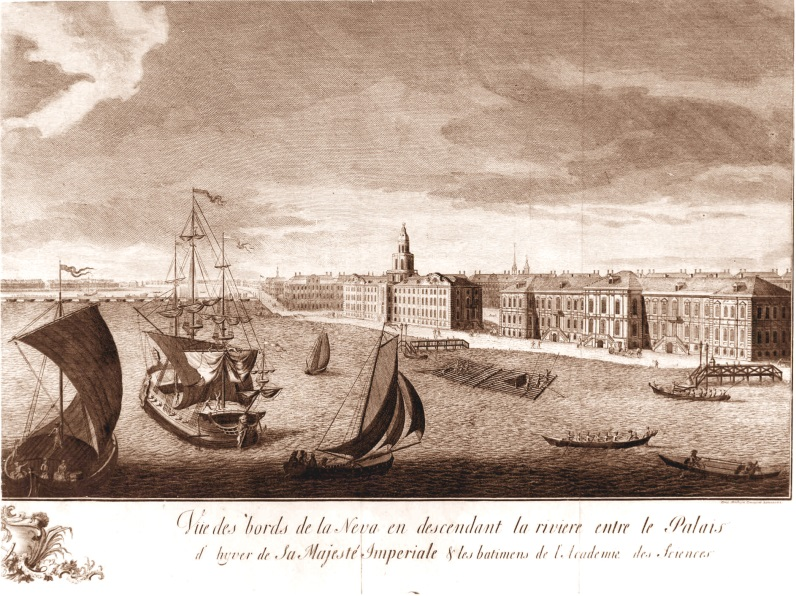 Vüe des bords de la Neva en descendant la riviere entre le Palais
d'hyver de Sa Majesté Imperiale & les batimens de l'Academie des Sciences